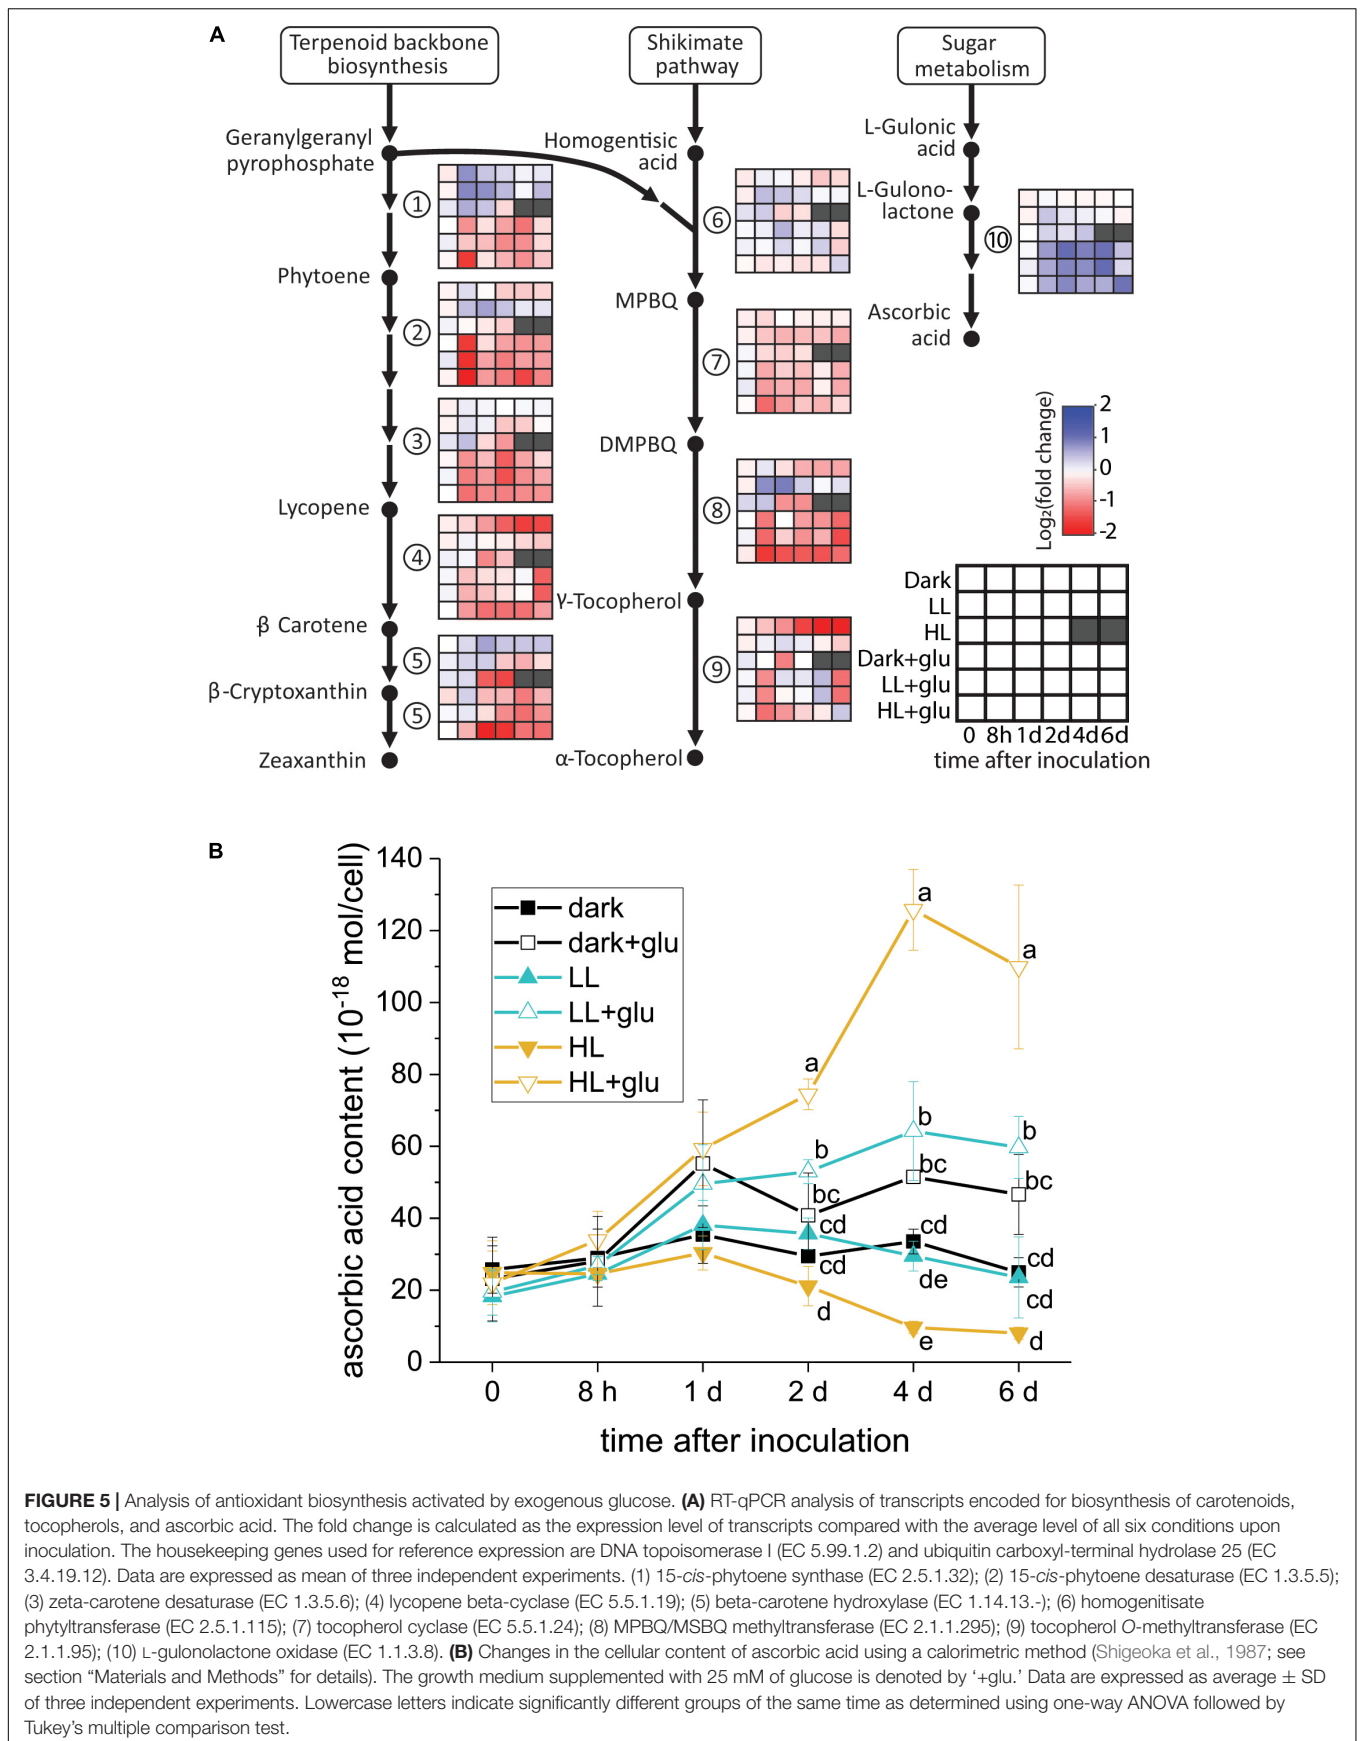 A
Terpenoid backbone
biosynthesis
Shikimate
pathway
Sugar
metabolism
Geranylgeranyl
pyrophosphate
Homogentisic
acid
L-Gulonic
acid
L-Gulono-
lactone
1
6
10
Phytoene
MPBQ
Ascorbic
acid
2
7
3
DMPBQ
Lycopene
8
4
γ-Tocopherol
β Carotene
5
9
β-Cryptoxanthin
5
Zeaxanthin
α-Tocopherol
Log₂(fold change)
2
1
0
-1
-2
Dark
LL
HL
Dark+glu
LL+glu
HL+glu
0 8h 1d 2d 4d 6d
time after inoculation
B
ascorbic acid content (10⁻¹⁸ mol/cell)
140
120
100
80
60
40
20
0
dark
dark+glu
LL
LL+glu
HL
HL+glu
a
b
bc
cd
cd
d
a
b
bc
cd
de
e
a
b
bc
cd
cd
d
0 8 h 1 d 2 d 4 d 6 d
time after inoculation
FIGURE 5 | Analysis of antioxidant biosynthesis activated by exogenous glucose. (A) RT-qPCR analysis of transcripts encoded for biosynthesis of carotenoids,
tocopherols, and ascorbic acid. The fold change is calculated as the expression level of transcripts compared with the average level of all six conditions upon
inoculation. The housekeeping genes used for reference expression are DNA topoisomerase I (EC 5.99.1.2) and ubiquitin carboxyl-terminal hydrolase 25 (EC
3.4.19.12). Data are expressed as mean of three independent experiments. (1) 15-cis-phytoene synthase (EC 2.5.1.32); (2) 15-cis-phytoene desaturase (EC 1.3.5.5);
(3) zeta-carotene desaturase (EC 1.3.5.6); (4) lycopene beta-cyclase (EC 5.5.1.19); (5) beta-carotene hydroxylase (EC 1.14.13.-); (6) homogenitisate
phytyltransferase (EC 2.5.1.115); (7) tocopherol cyclase (EC 5.5.1.24); (8) MPBQ/MSBQ methyltransferase (EC 2.1.1.295); (9) tocopherol O-methyltransferase (EC
2.1.1.95); (10) L-gulonolactone oxidase (EC 1.1.3.8). (B) Changes in the cellular content of ascorbic acid using a calorimetric method (Shigeoka et al., 1987; see
section “Materials and Methods” for details). The growth medium supplemented with 25 mM of glucose is denoted by ‘+glu.’ Data are expressed as average ± SD
of three independent experiments. Lowercase letters indicate significantly different groups of the same time as determined using one-way ANOVA followed by
Tukey’s multiple comparison test.